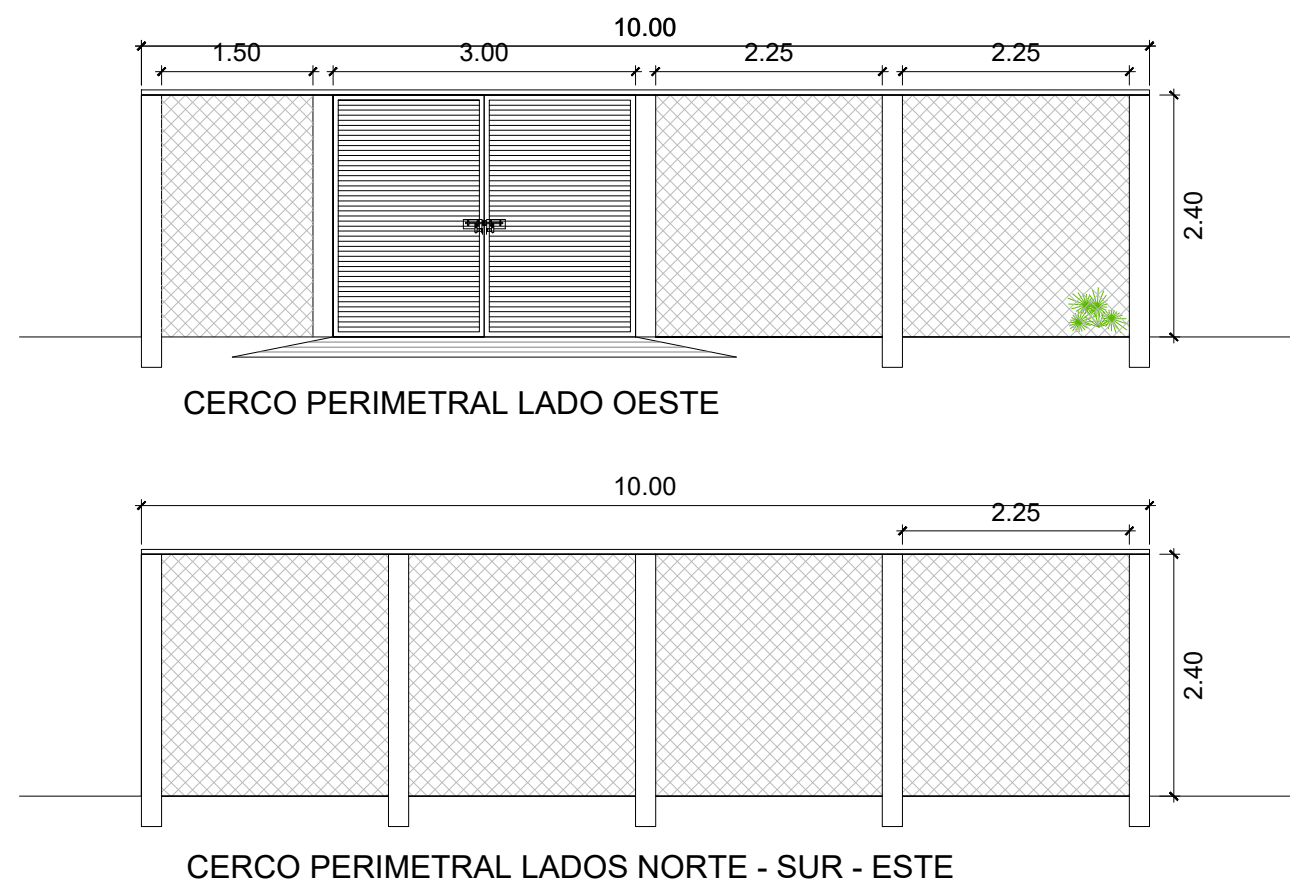 10.00
1.50 3.00 2.25 2.25
2.40
CERCO PERIMETRAL LADO OESTE
10.00
2.25
2.40
CERCO PERIMETRAL LADOS NORTE - SUR - ESTE